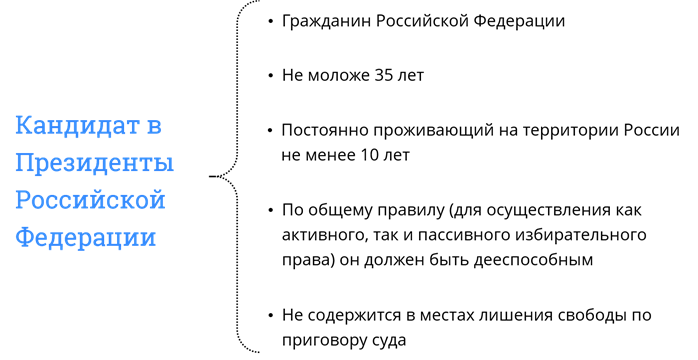 Кандидат в
Президенты
Российской
Федерации
• Гражданин Российской Федерации
• Не моложе 35 лет
• Постоянно проживающий на территории России
не менее 10 лет
• По общему правилу (для осуществления как
активного, так и пассивного избирательного
права) он должен быть дееспособным
• Не содержится в местах лишения свободы по
приговору суда